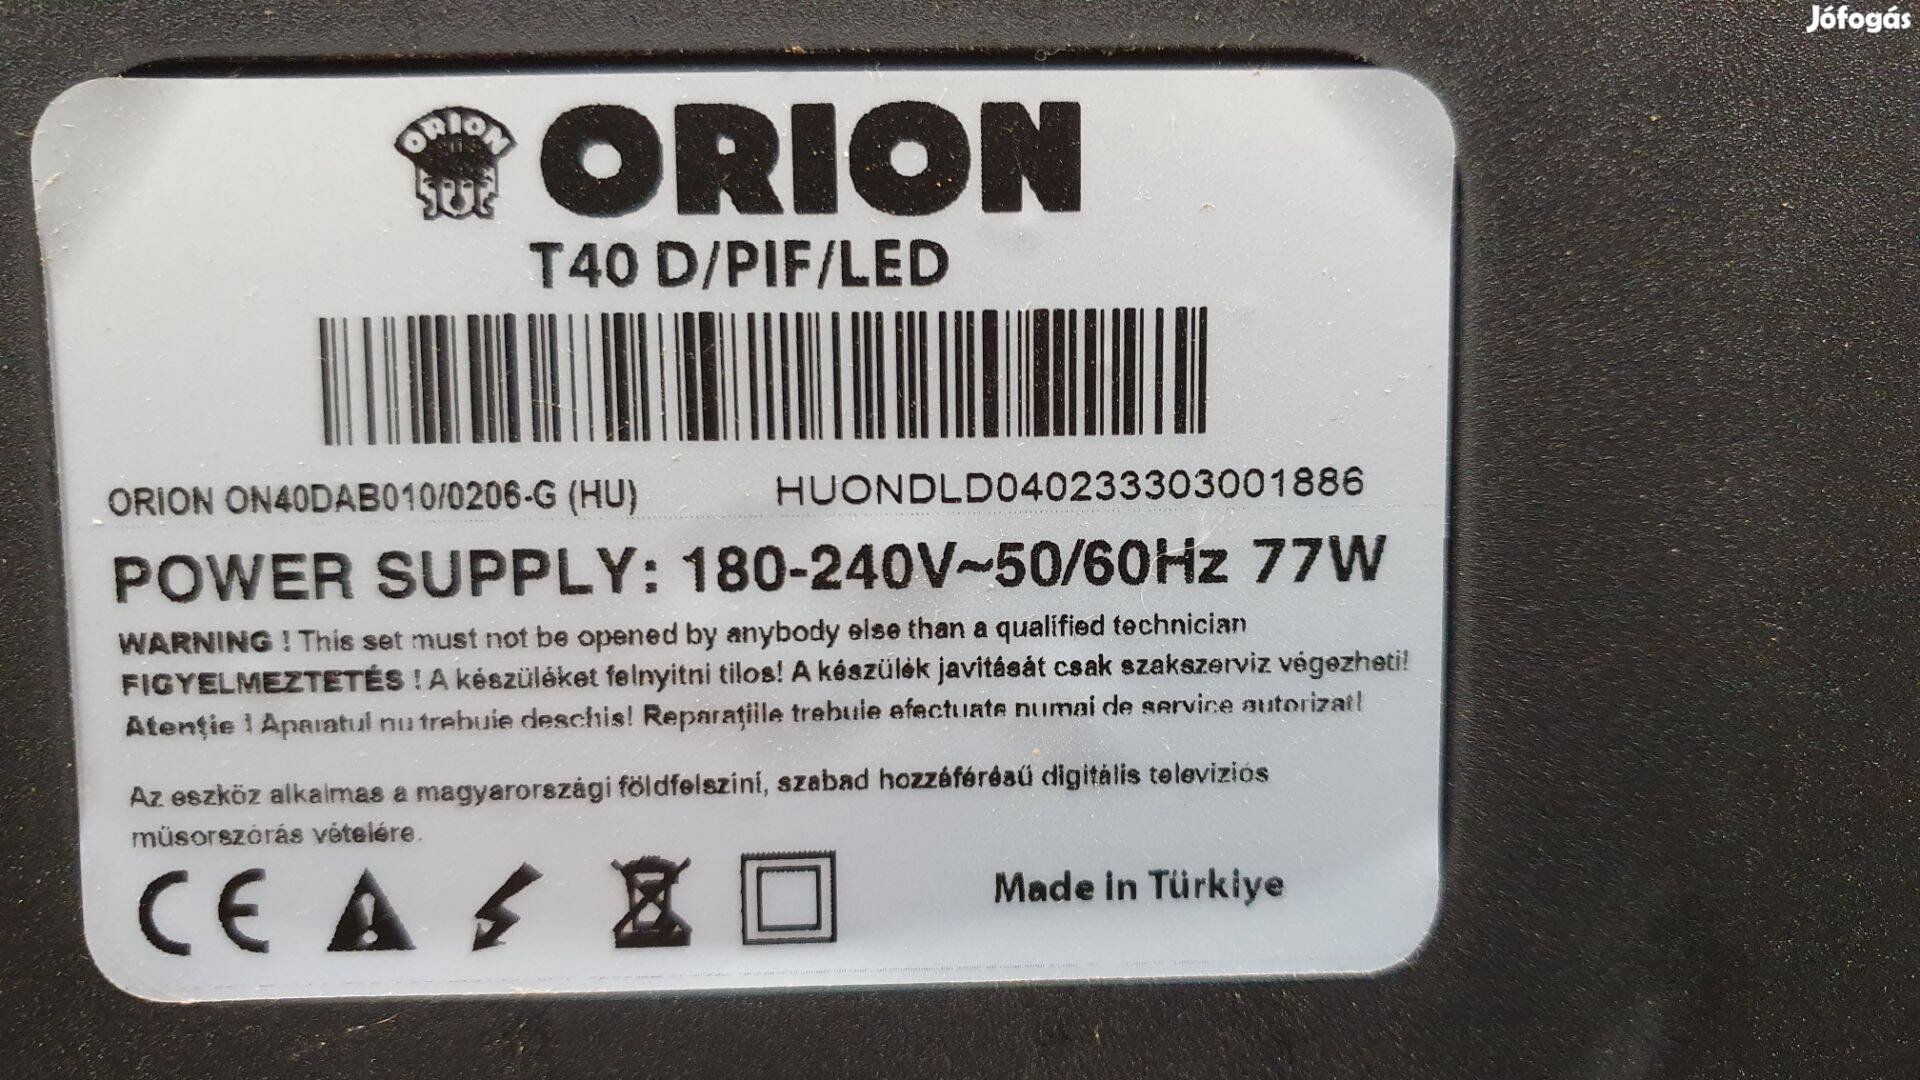 Jófogás
ORION ORION
T40 D/PIF/LED
ORION ON40DAB010/0206-G (HU) HUONDLD040233303001886
POWER SUPPLY: 180-240V~50/60Hz 77W
WARNING ! This set must not be opened by anybody else than a qualified technician
FIGYELMEZTETÉS ! A készüléket felnyitni tilos! A készülék javítását csak szakszerviz végezheti!
Atenție ! Aparatul nu trebuie deschis! Reparațiile trebuie efectuate numai de service autorizat!
Az eszköz alkalmas a magyarországi földfelszíni, szabad hozzáférésű digitális televíziós
műsorszórás vételére.
CE Made in Türkiye